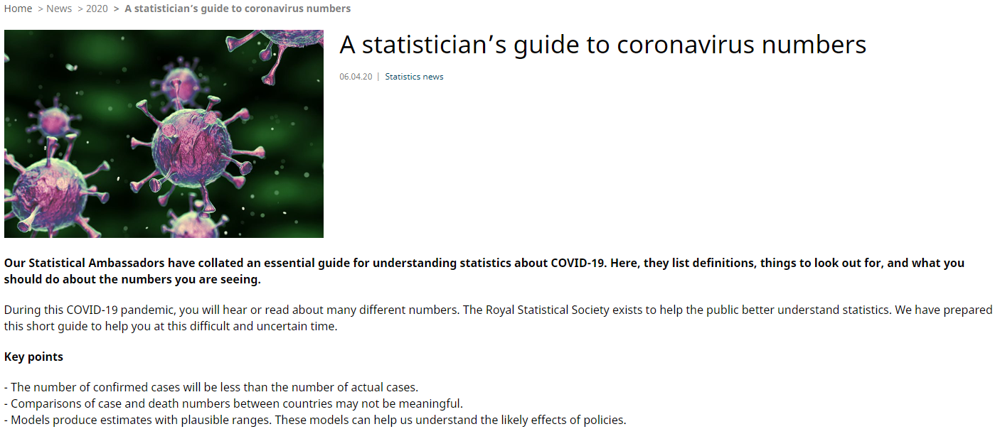 Home > News > 2020 > A statistician’s guide to coronavirus numbers
A statistician’s guide to coronavirus numbers
06.04.20 | Statistics news
Our Statistical Ambassadors have collated an essential guide for understanding statistics about COVID-19. Here, they list definitions, things to look out for, and what you
should do about the numbers you are seeing.
During this COVID-19 pandemic, you will hear or read about many different numbers. The Royal Statistical Society exists to help the public better understand statistics. We have prepared
this short guide to help you at this difficult and uncertain time.
Key points
- The number of confirmed cases will be less than the number of actual cases.
- Comparisons of case and death numbers between countries may not be meaningful.
- Models produce estimates with plausible ranges. These models can help us understand the likely effects of policies.